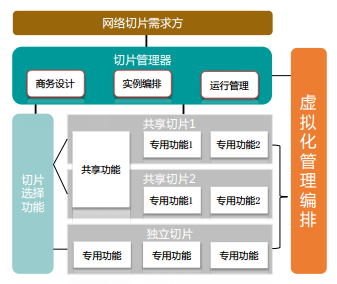 网络切片需求方
切片管理器
商务设计
实例编排
运行管理
虚拟化管理编排
切片
选择
功能
共享切片1
共享功能
专用功能1
专用功能2
共享切片2
专用功能1
专用功能2
独立切片
专用功能
专用功能
专用功能